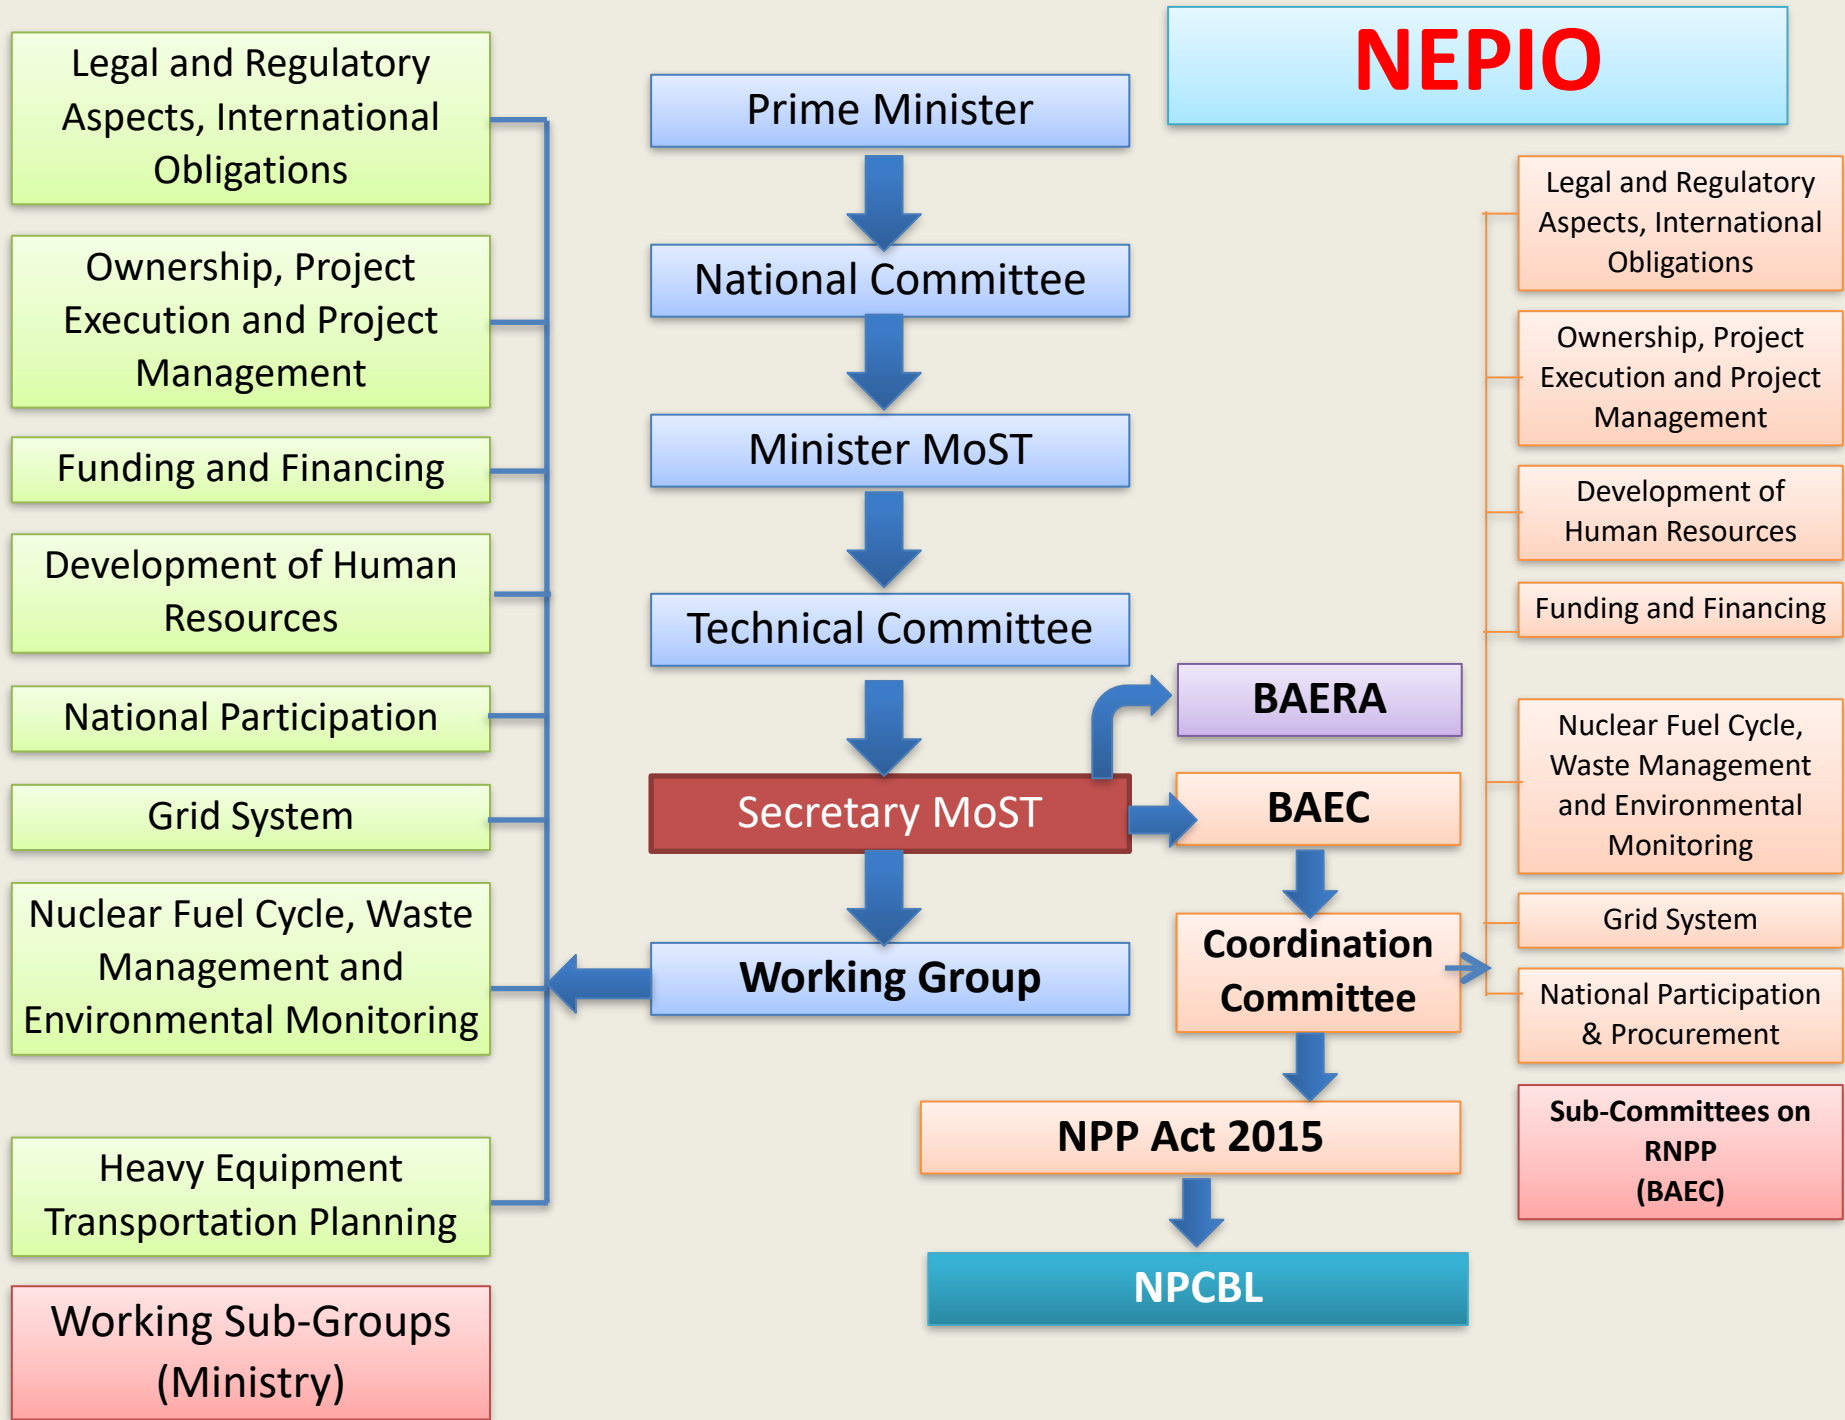 NEPIO
Legal and Regulatory
Aspects, International
Obligations
Ownership, Project
Execution and Project
Management
Funding and Financing
Development of Human
Resources
National Participation
Grid System
Nuclear Fuel Cycle, Waste
Management and
Environmental Monitoring
Heavy Equipment
Transportation Planning
Working Sub-Groups
(Ministry)
Prime Minister
National Committee
Minister MoST
Technical Committee
Secretary MoST
Working Group
BAERA
BAEC
Coordination
Committee
NPP Act 2015
NPCBL
Legal and Regulatory
Aspects, International
Obligations
Ownership, Project
Execution and Project
Management
Development of
Human Resources
Funding and Financing
Nuclear Fuel Cycle,
Waste Management
and Environmental
Monitoring
Grid System
National Participation
& Procurement
Sub-Committees on
RNPP
(BAEC)